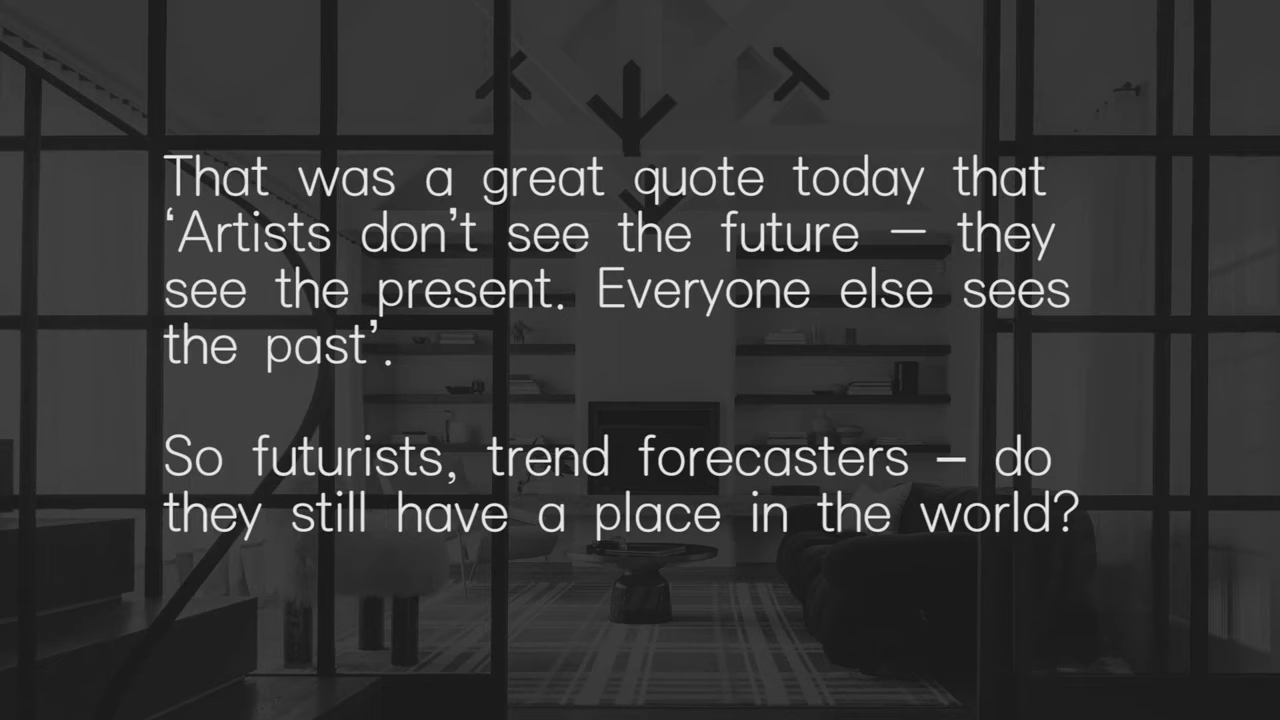 That was a great quote today that
‘Artists don’t see the future – they
see the present. Everyone else sees
the past’.
So futurists, trend forecasters – do
they still have a place in the world?